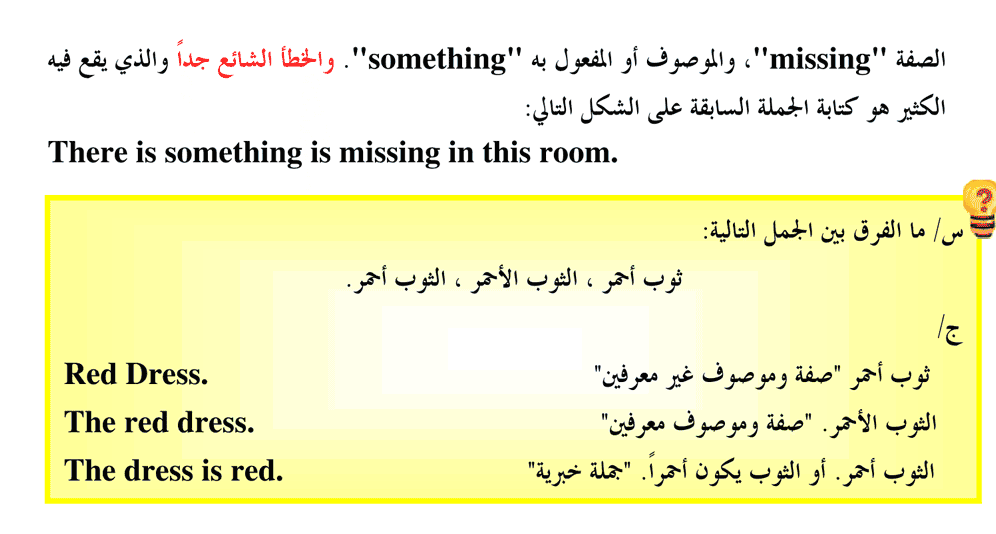 الصفة "missing"، والموصوف أو المفعول به "something". والخطأ الشائع جداً والذي يقع فيه
الكثير هو كتابة الجملة السابقة على الشكل التالي:
There is something is missing in this room.
?
س/ ما الفرق بين الجمل التالية:
ثوب أحمر ، الثوب الأحمر ، الثوب أحمر.
ج/
ثوب أحمر "صفة وموصوف غير معرفين" Red Dress.
الثوب الأحمر. "صفة وموصوف معرفين" The red dress.
الثوب أحمر. أو الثوب يكون أحمراً. "جملة خبرية" The dress is red.